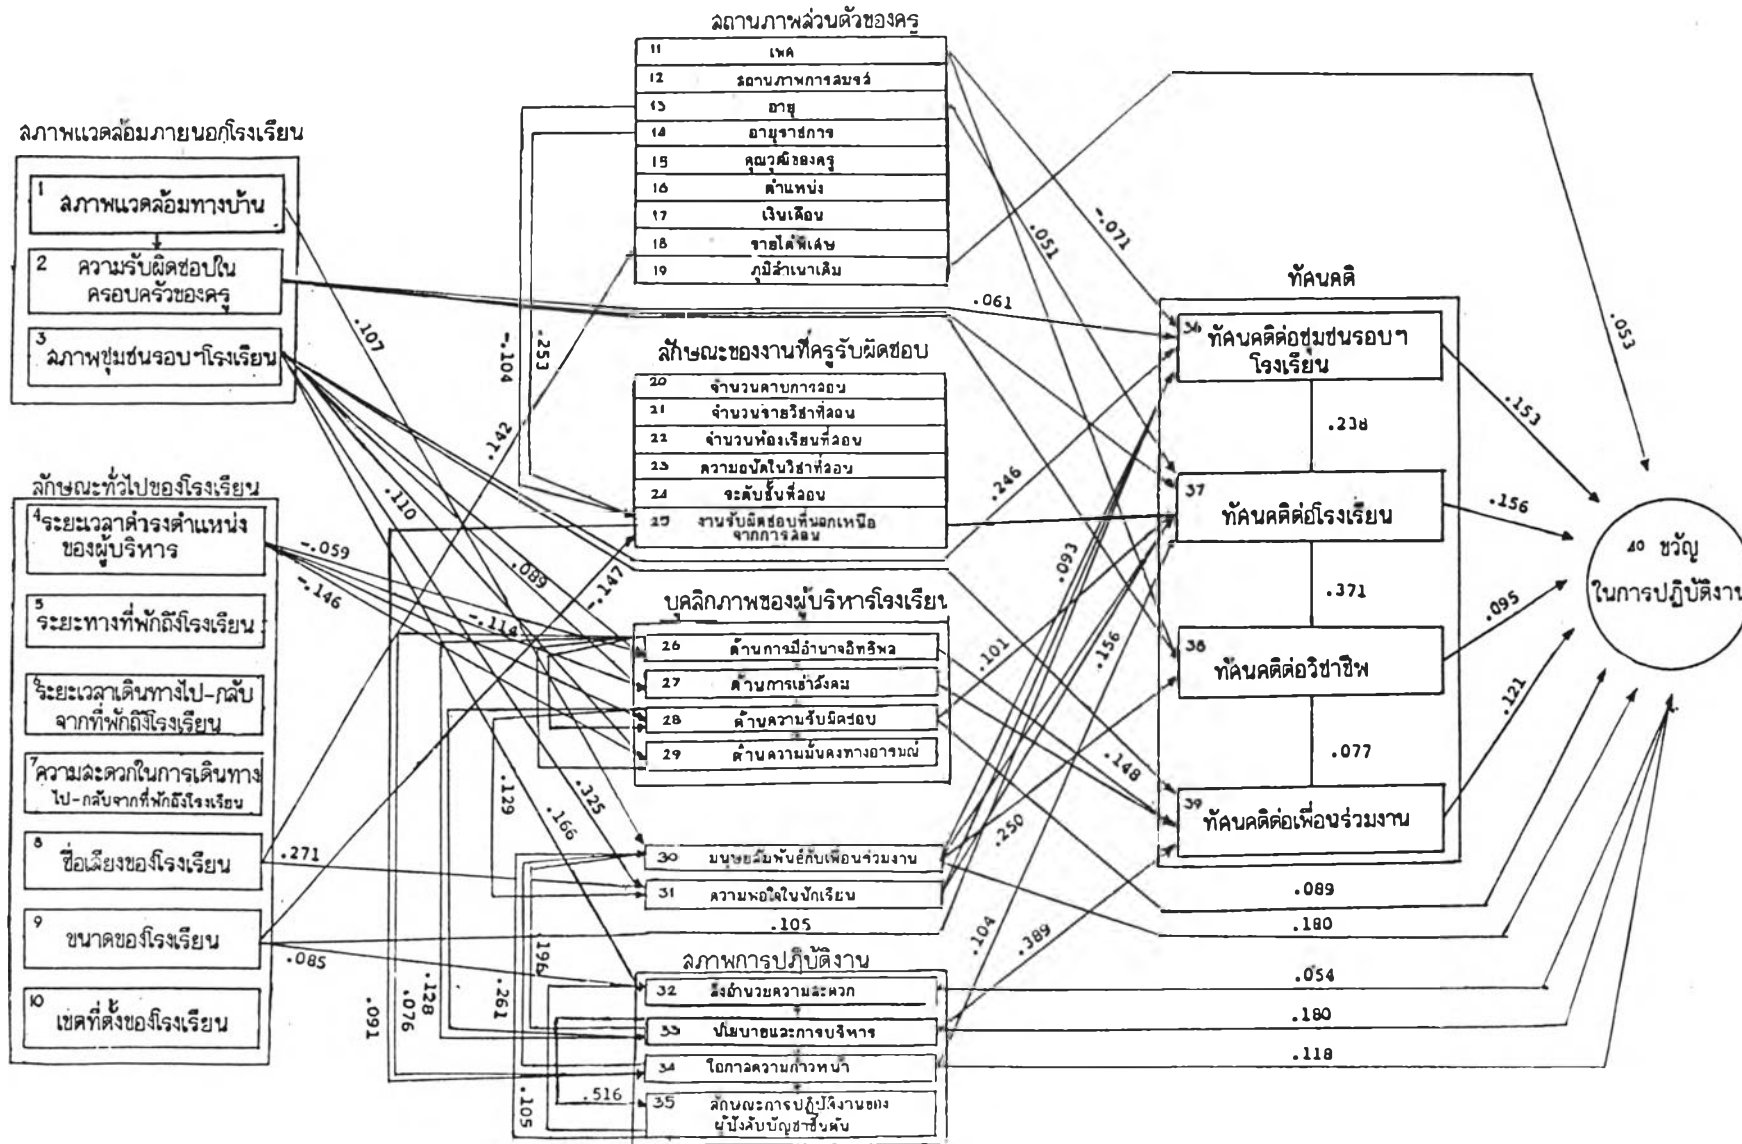 สภาพแวดล้อมภายนอกโรงเรียน
1
สภาพแวดล้อมทางบ้าน
2
ความรับผิดชอบใน
ครอบครัวของครู
3
สภาพชุมชนรอบๆโรงเรียน
ลักษณะทั่วไปของโรงเรียน
4 ระยะเวลาดำรงตำแหน่ง
ของผู้บริหาร
5
ระยะทางที่พักถึงโรงเรียน
6
ระยะเวลาเดินทางไป-กลับ
จากที่พักถึงโรงเรียน
7
ความสะดวกในการเดินทาง
ไป-กลับจากที่พักถึงโรงเรียน
8
ชื่อเสียงของโรงเรียน
9
ขนาดของโรงเรียน
10
เขตที่ตั้งของโรงเรียน
สถานภาพส่วนตัวของครู
11 เพศ
12 สถานภาพการสมรส
13 อายุ
14 อายุราชการ
15 คุณวุฒิของครู
16 ตำแหน่ง
17 เงินเดือน
18 รายได้พิเศษ
19 ภูมิลำเนาเดิม
ลักษณะของงานที่ครูรับผิดชอบ
20 จำนวนคาบการสอน
21 จำนวนรายวิชาที่สอน
22 จำนวนห้องเรียนที่สอน
23 ความถนัดในวิชาที่สอน
24 ระดับชั้นที่สอน
25 งานรับผิดชอบที่นอกเหนือ
จากการสอน
บุคลิกภาพของผู้บริหารโรงเรียน
26 ด้านการมีอำนาจอิทธิพล
27 ด้านการเข้าสังคม
28 ด้านความรับผิดชอบ
29 ด้านความมั่นคงทางอารมณ์
30 มนุษยสัมพันธ์กับเพื่อนร่วมงาน
31 ความพอใจในนักเรียน
สภาพการปฏิบัติงาน
32 สิ่งอำนวยความสะดวก
33 นโยบายและการบริหาร
34 โอกาสความก้าวหน้า
35 ลักษณะการปฏิบัติงานของ
ผู้บังคับบัญชาชั้นต้น
ทัศนคติ
36 ทัศนคติต่อชุมชนรอบๆ
โรงเรียน
.238
37
ทัศนคติต่อโรงเรียน
.371
38
ทัศนคติต่อวิชาชีพ
.077
39
ทัศนคติต่อเพื่อนร่วมงาน
40 ขวัญ
ในการปฏิบัติงาน
.107
-.104
.253
.142
.110
.089
-.059
-.146
-.114
-.147
.129
.325
.166
.271
.085
.105
.091
.076
.128
.261
.196
.105
.516
-.071
.051
.061
.246
.093
.101
.156
.148
.250
.104
.389
.053
.153
.156
.095
.121
.089
.180
.054
.180
.118